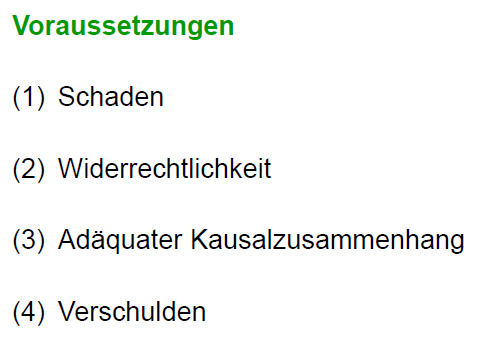 Voraussetzungen
(1) Schaden
(2) Widerrechtlichkeit
(3) Adäquater Kausalzusammenhang
(4) Verschulden